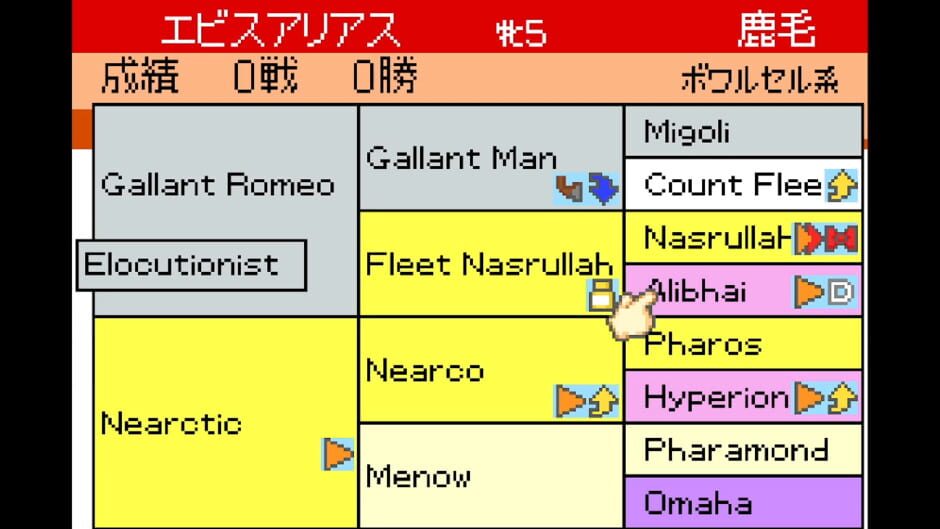 エビスアリアス 牝5 鹿毛
成績 0戦 0勝 ボワルセル系
Gallant Romeo
Elocutionist
Nearctic
Gallant Man
Fleet Nasrullah
Nearco
Menow
Migoli
Count Flee
Nasrullah
Alibhai
Pharos
Hyperion
Pharamond
Omaha